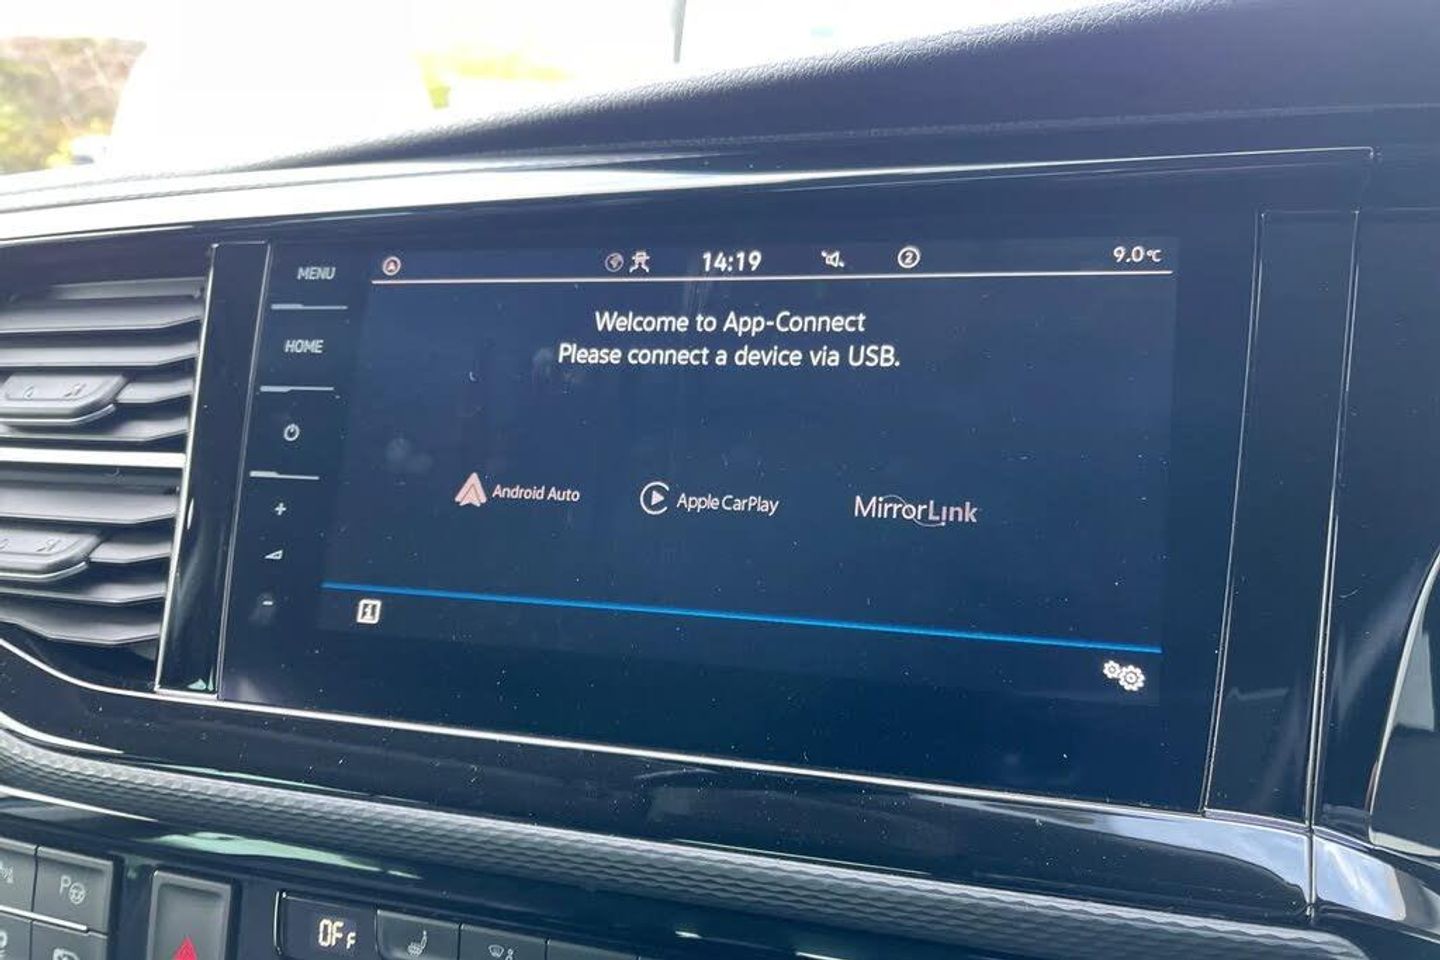 MENU
HOME
14:19
2
9.0°C
Welcome to App-Connect
Please connect a device via USB.
Android Auto
Apple CarPlay
MirrorLink
P
OFF